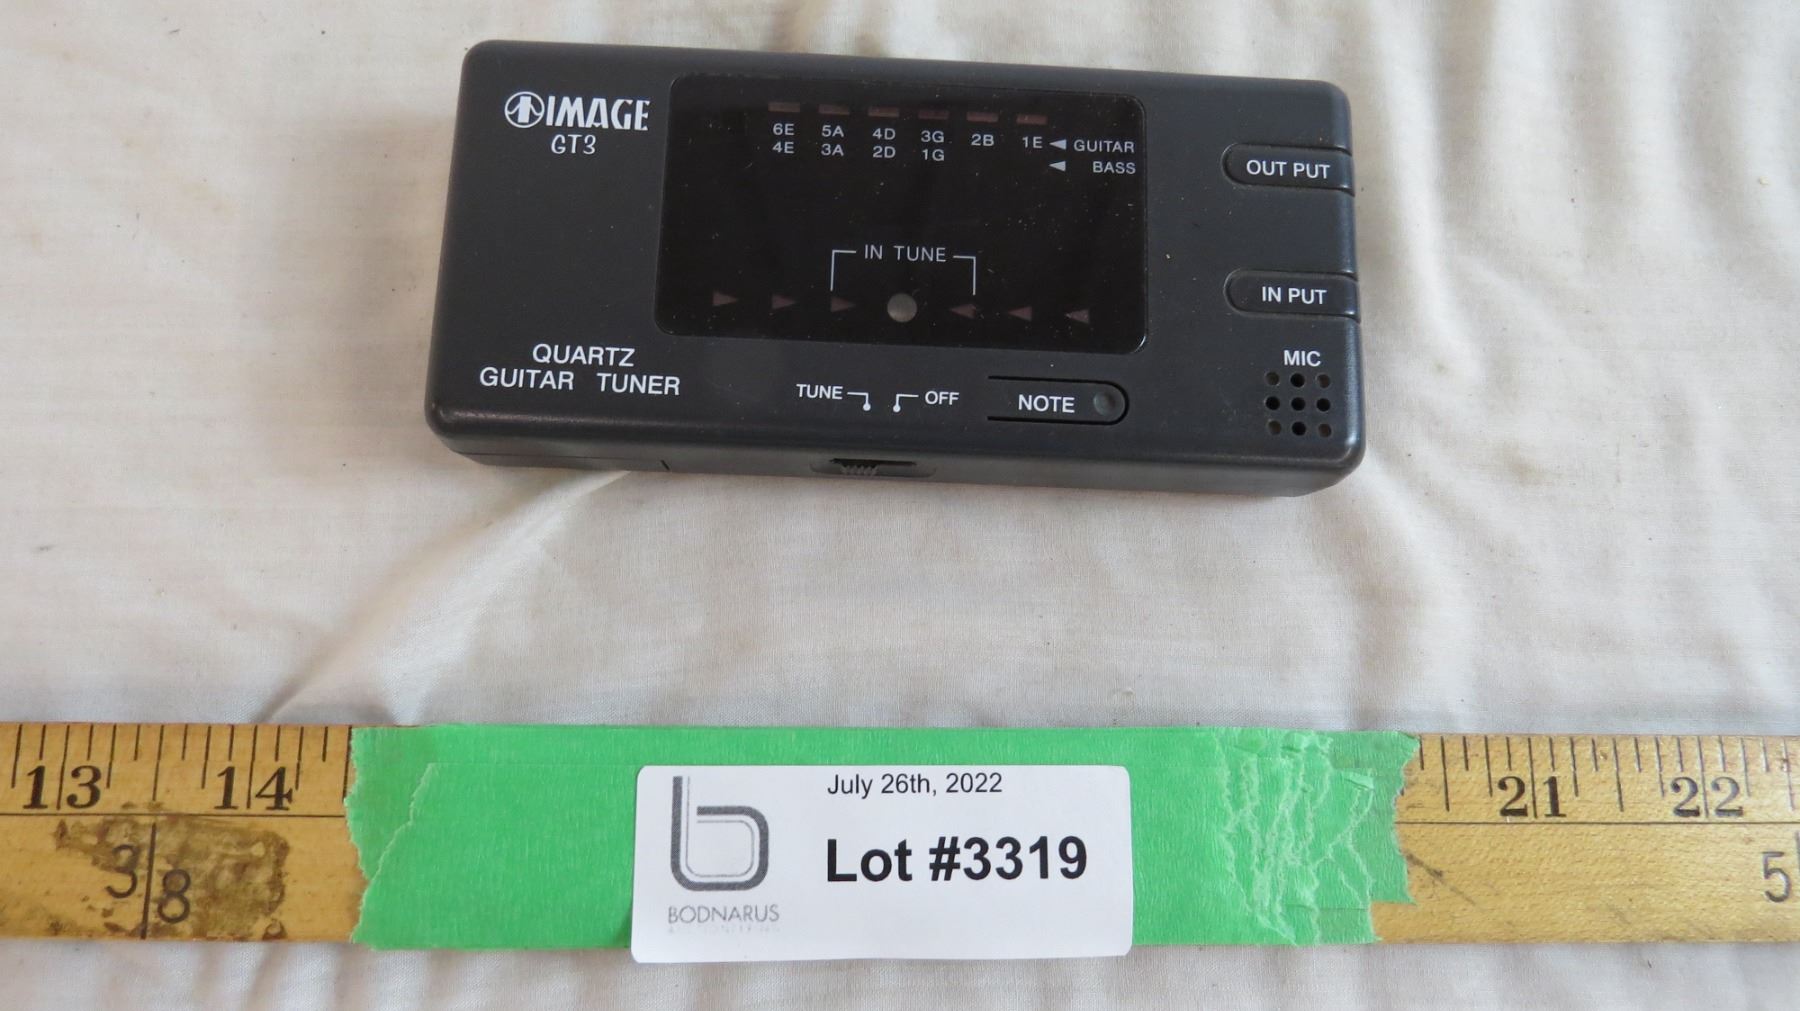 IMAGE
GT3
6E 5A 4D 3G 2B 1E GUITAR
4E 3A 2D 1G BASS
OUT PUT
IN TUNE
IN PUT
QUARTZ
GUITAR TUNER
TUNE OFF
NOTE
MIC
13 14 21 22
3 8 5
July 26th, 2022
Lot #3319
BODNARUS